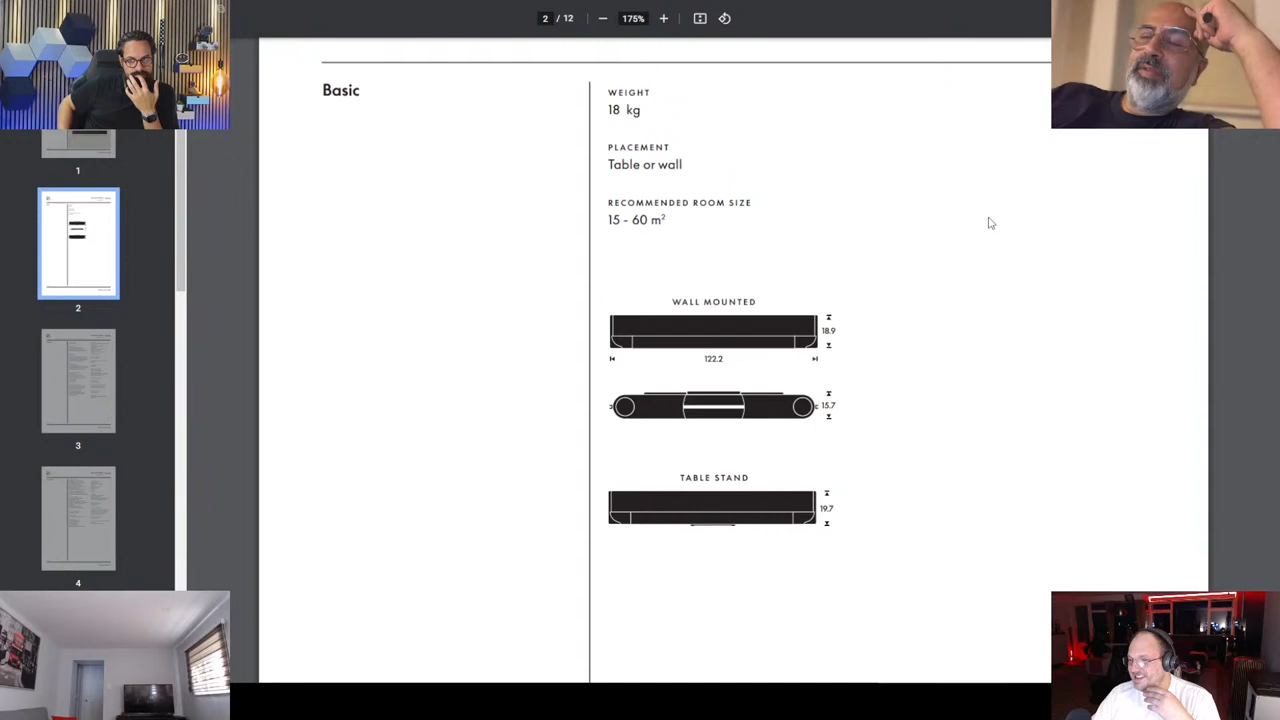 2 / 12
175%
Basic
WEIGHT
18 kg
PLACEMENT
Table or wall
RECOMMENDED ROOM SIZE
15 - 60 m²
WALL MOUNTED
18.9
122.2
15.7
TABLE STAND
19.7
1
2
3
4